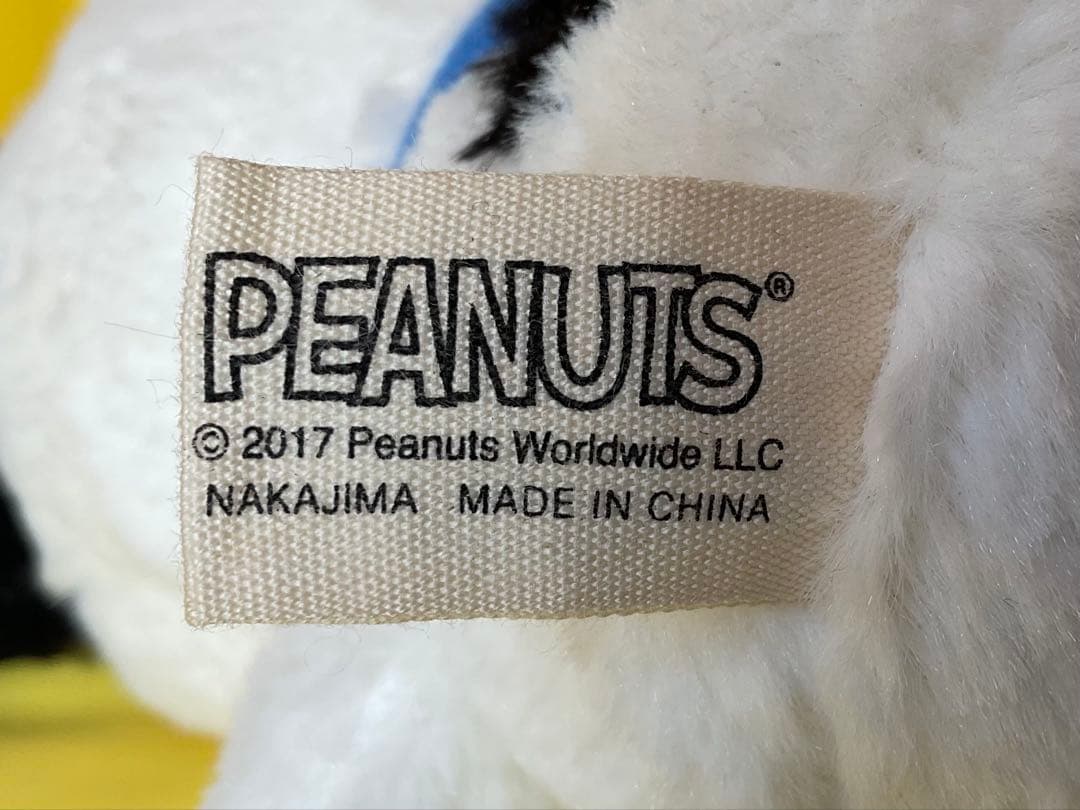 PEANUTS®
© 2017 Peanuts Worldwide LLC
NAKAJIMA MADE IN CHINA